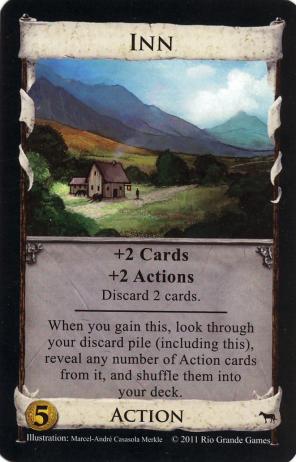 INN
+2 Cards
+2 Actions
Discard 2 cards.
When you gain this, look through
your discard pile (including this),
reveal any number of Action cards
from it, and shuffle them into
your deck.
5
ACTION
Illustration: Marcel-André Casasola Merkle © 2011 Rio Grande Games